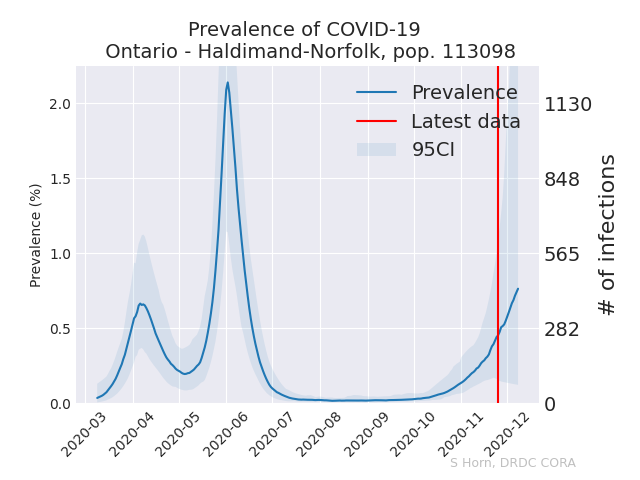 Prevalence of COVID-19
Ontario - Haldimand-Norfolk, pop. 113098
Prevalence
Latest data
95CI
Prevalence (%)
2.0
1.5
1.0
0.5
0.0
1130
848
565
282
0
# of infections
2020-03
2020-04
2020-05
2020-06
2020-07
2020-08
2020-09
2020-10
2020-11
2020-12
S Horn, DRDC CORA